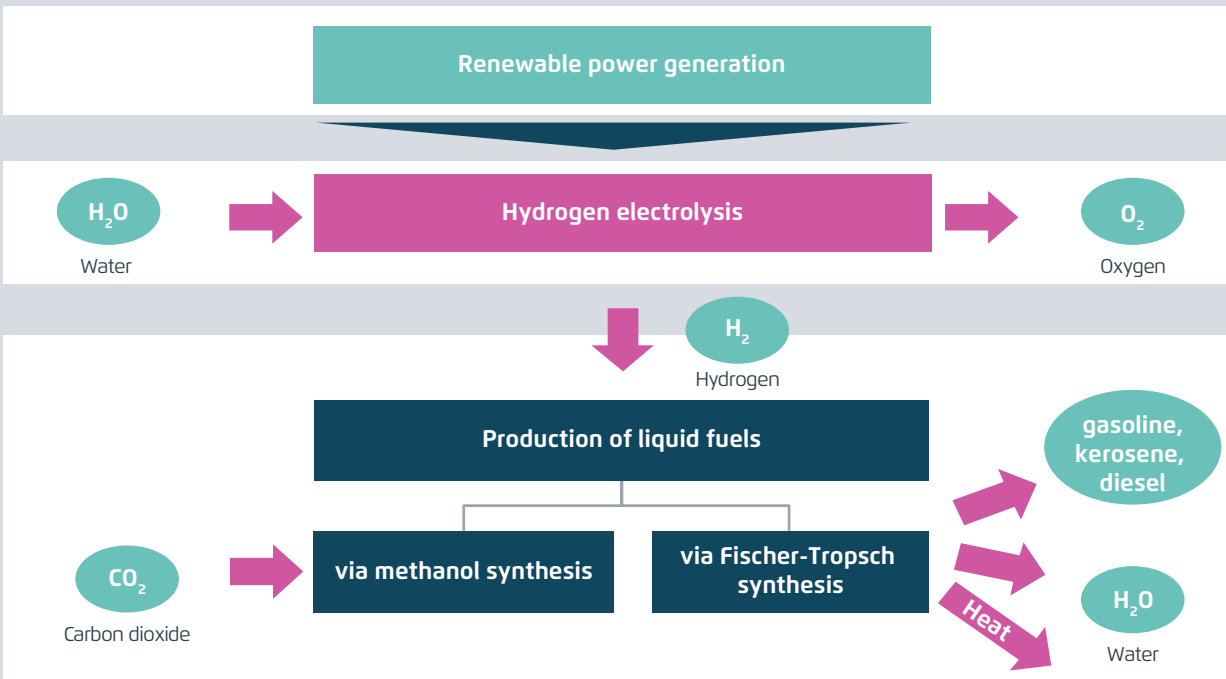 Renewable power generation
H₂O
Hydrogen electrolysis
O₂
Water
Oxygen
H₂
Hydrogen
Production of liquid fuels
gasoline,
kerosene,
diesel
via methanol synthesis
via Fischer-Tropsch
synthesis
CO₂
Carbon dioxide
Heat
H₂O
Water